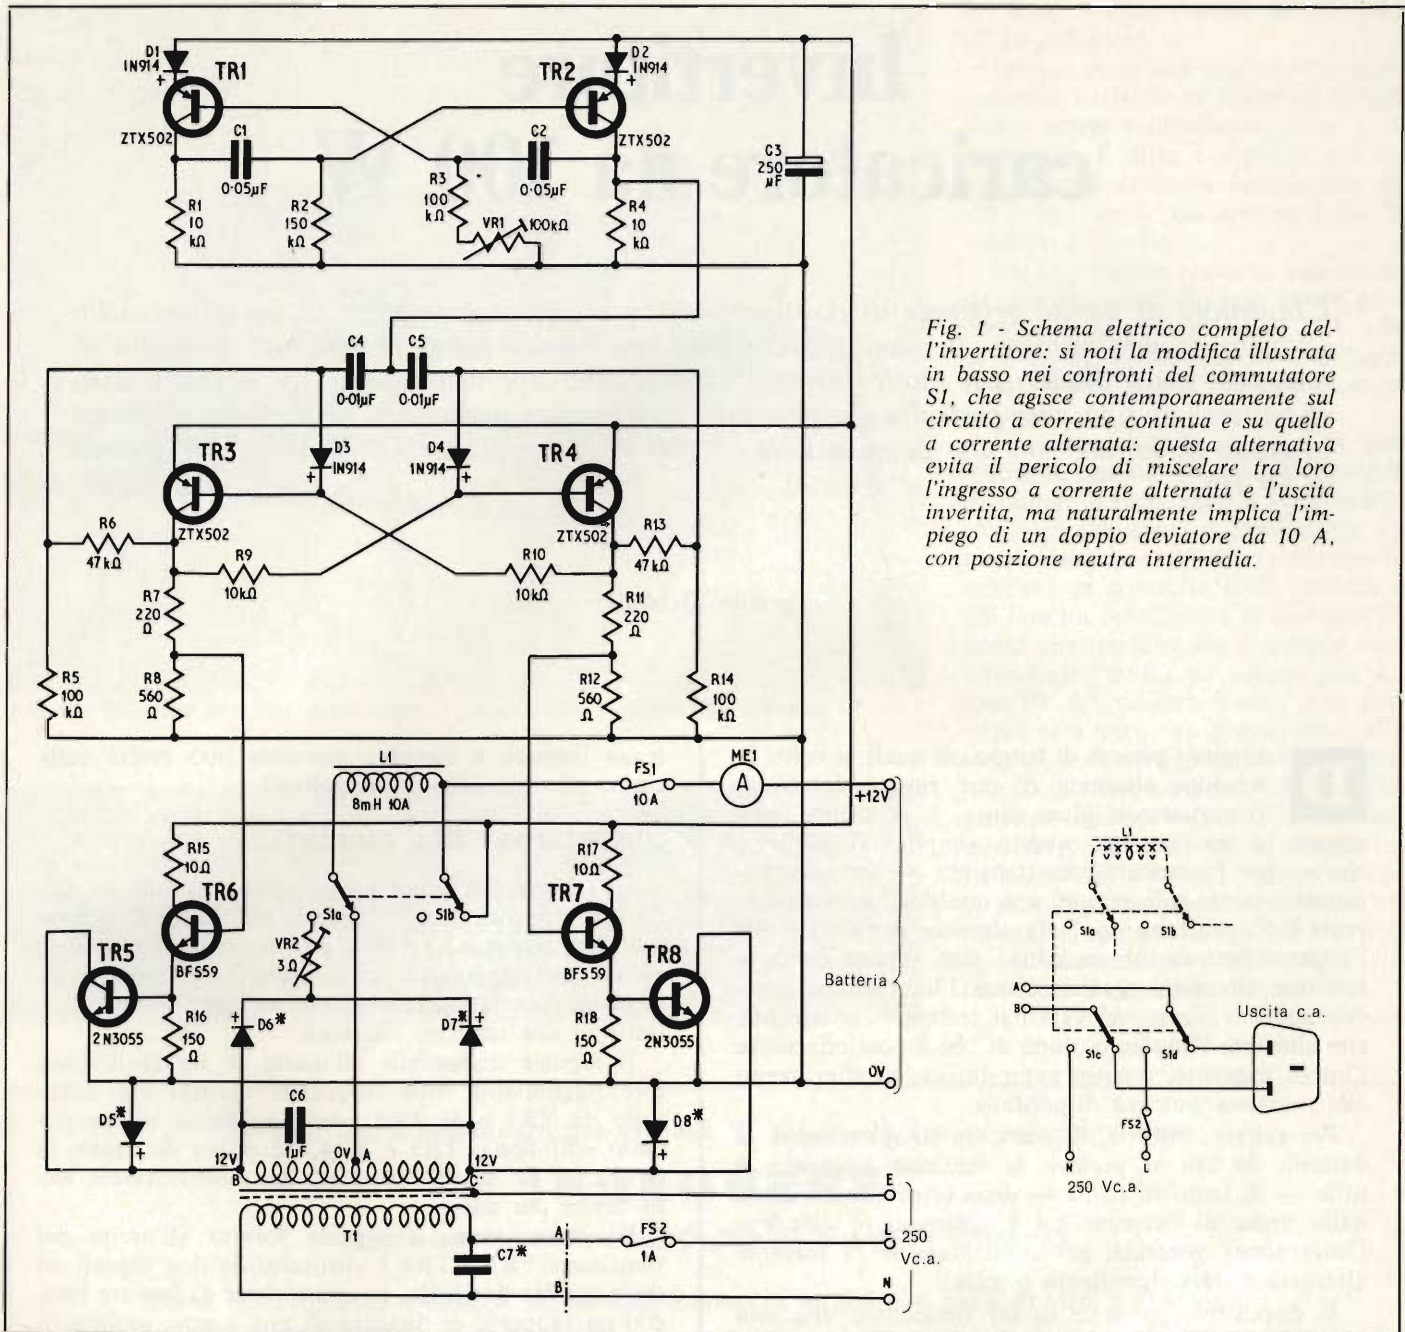 D1
1N914
+
TR1
ZTX502
C1
0·05µF
R1
10
kΩ
R2
150
kΩ
R3
100
kΩ
VR1
100kΩ
C2
0·05µF
TR2
D2
1N914
+
ZTX502
R4
10
kΩ
C3
250
µF
Fig. 1 - Schema elettrico completo del-
l'invertitore: si noti la modifica illustrata
in basso nei confronti del commutatore
S1, che agisce contemporaneamente sul
circuito a corrente continua e su quello
a corrente alternata: questa alternativa
evita il pericolo di miscelare tra loro
l'ingresso a corrente alternata e l'uscita
invertita, ma naturalmente implica l'im-
piego di un doppio deviatore da 10 A,
con posizione neutra intermedia.
C4
0·01µF
C5
0·01µF
TR3
ZTX502
D3
1N914
+
D4
1N914
+
TR4
ZTX502
R6
47kΩ
R9
10kΩ
R10
10kΩ
R13
47kΩ
R7
220
Ω
R11
220
Ω
R5
100
kΩ
R8
560
Ω
R12
560
Ω
R14
100
kΩ
L1
8mH 10A
FS1
10A
ME1
A
+12V
R15
10Ω
TR6
BFS59
S1a
S1b
VR2
3Ω
R17
10Ω
TR7
BFS59
TR8
2N3055
TR5
2N3055
R16
150
Ω
D6*
+
D7*
+
R18
150
Ω
Batteria
0V
D5*
+
C6
1µF
D8*
+
12V
B
0V
A
12V
C
T1
C7*
A
B
FS2
1A
E
L
N
250
Vc.a.
L1
S1a
S1b
A
B
S1c
S1d
Uscita c.a.
FS2
N
L
250 Vc.a.